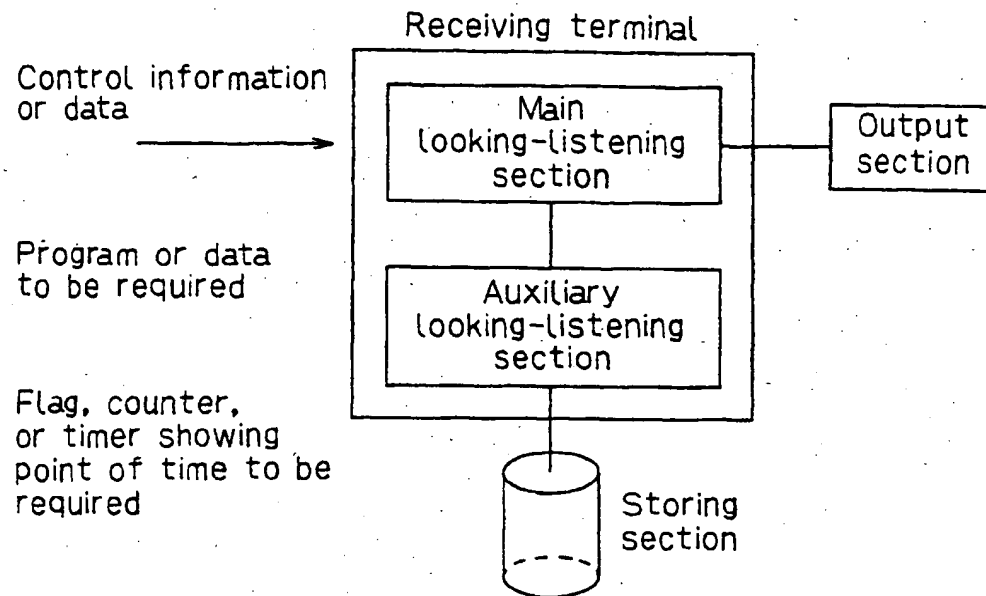 Receiving terminal
Control information
or data
Main
looking-listening
section
Output
section
Program or data
to be required
Auxiliary
looking-listening
section
Flag, counter,
or timer showing
point of time to be
required
Storing
section